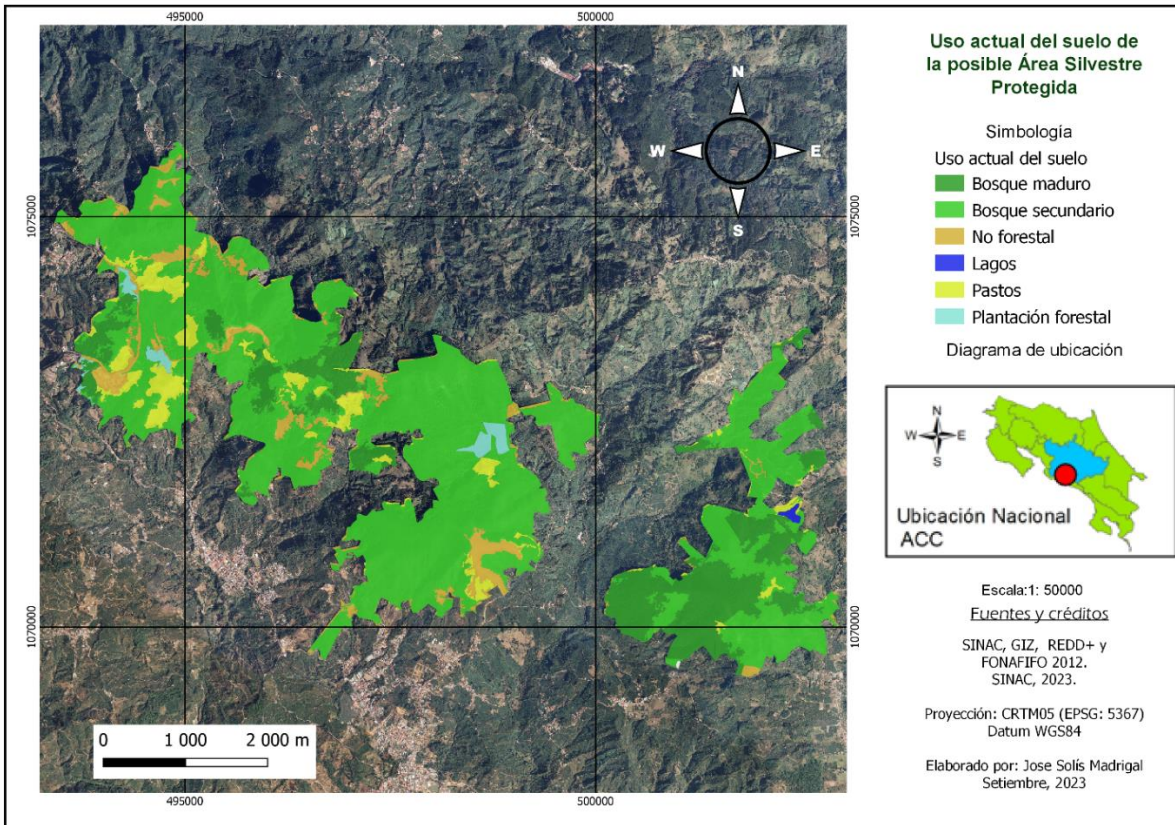 495000
500000
1075000
1075000
1070000
1070000
N
W
E
S
0
1 000
2 000 m
495000
500000
Uso actual del suelo de
la posible Área Silvestre
Protegida
Simbología
Uso actual del suelo
Bosque maduro
Bosque secundario
No forestal
Lagos
Pastos
Plantación forestal
Diagrama de ubicación
N
W
E
S
Ubicación Nacional
ACC
Escala:1: 50000
Fuentes y créditos
SINAC, GIZ, REDD+ y
FONAFIFO 2012.
SINAC, 2023.
Proyección: CRTM05 (EPSG: 5367)
Datum WGS84
Elaborado por: Jose Solís Madrigal
Setiembre, 2023